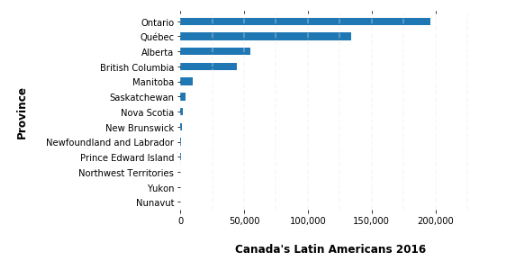 Ontario
Québec
Alberta
British Columbia
Manitoba
Saskatchewan
Nova Scotia
New Brunswick
Newfoundland and Labrador
Prince Edward Island
Northwest Territories
Yukon
Nunavut
Province
0 50,000 100,000 150,000 200,000
Canada's Latin Americans 2016